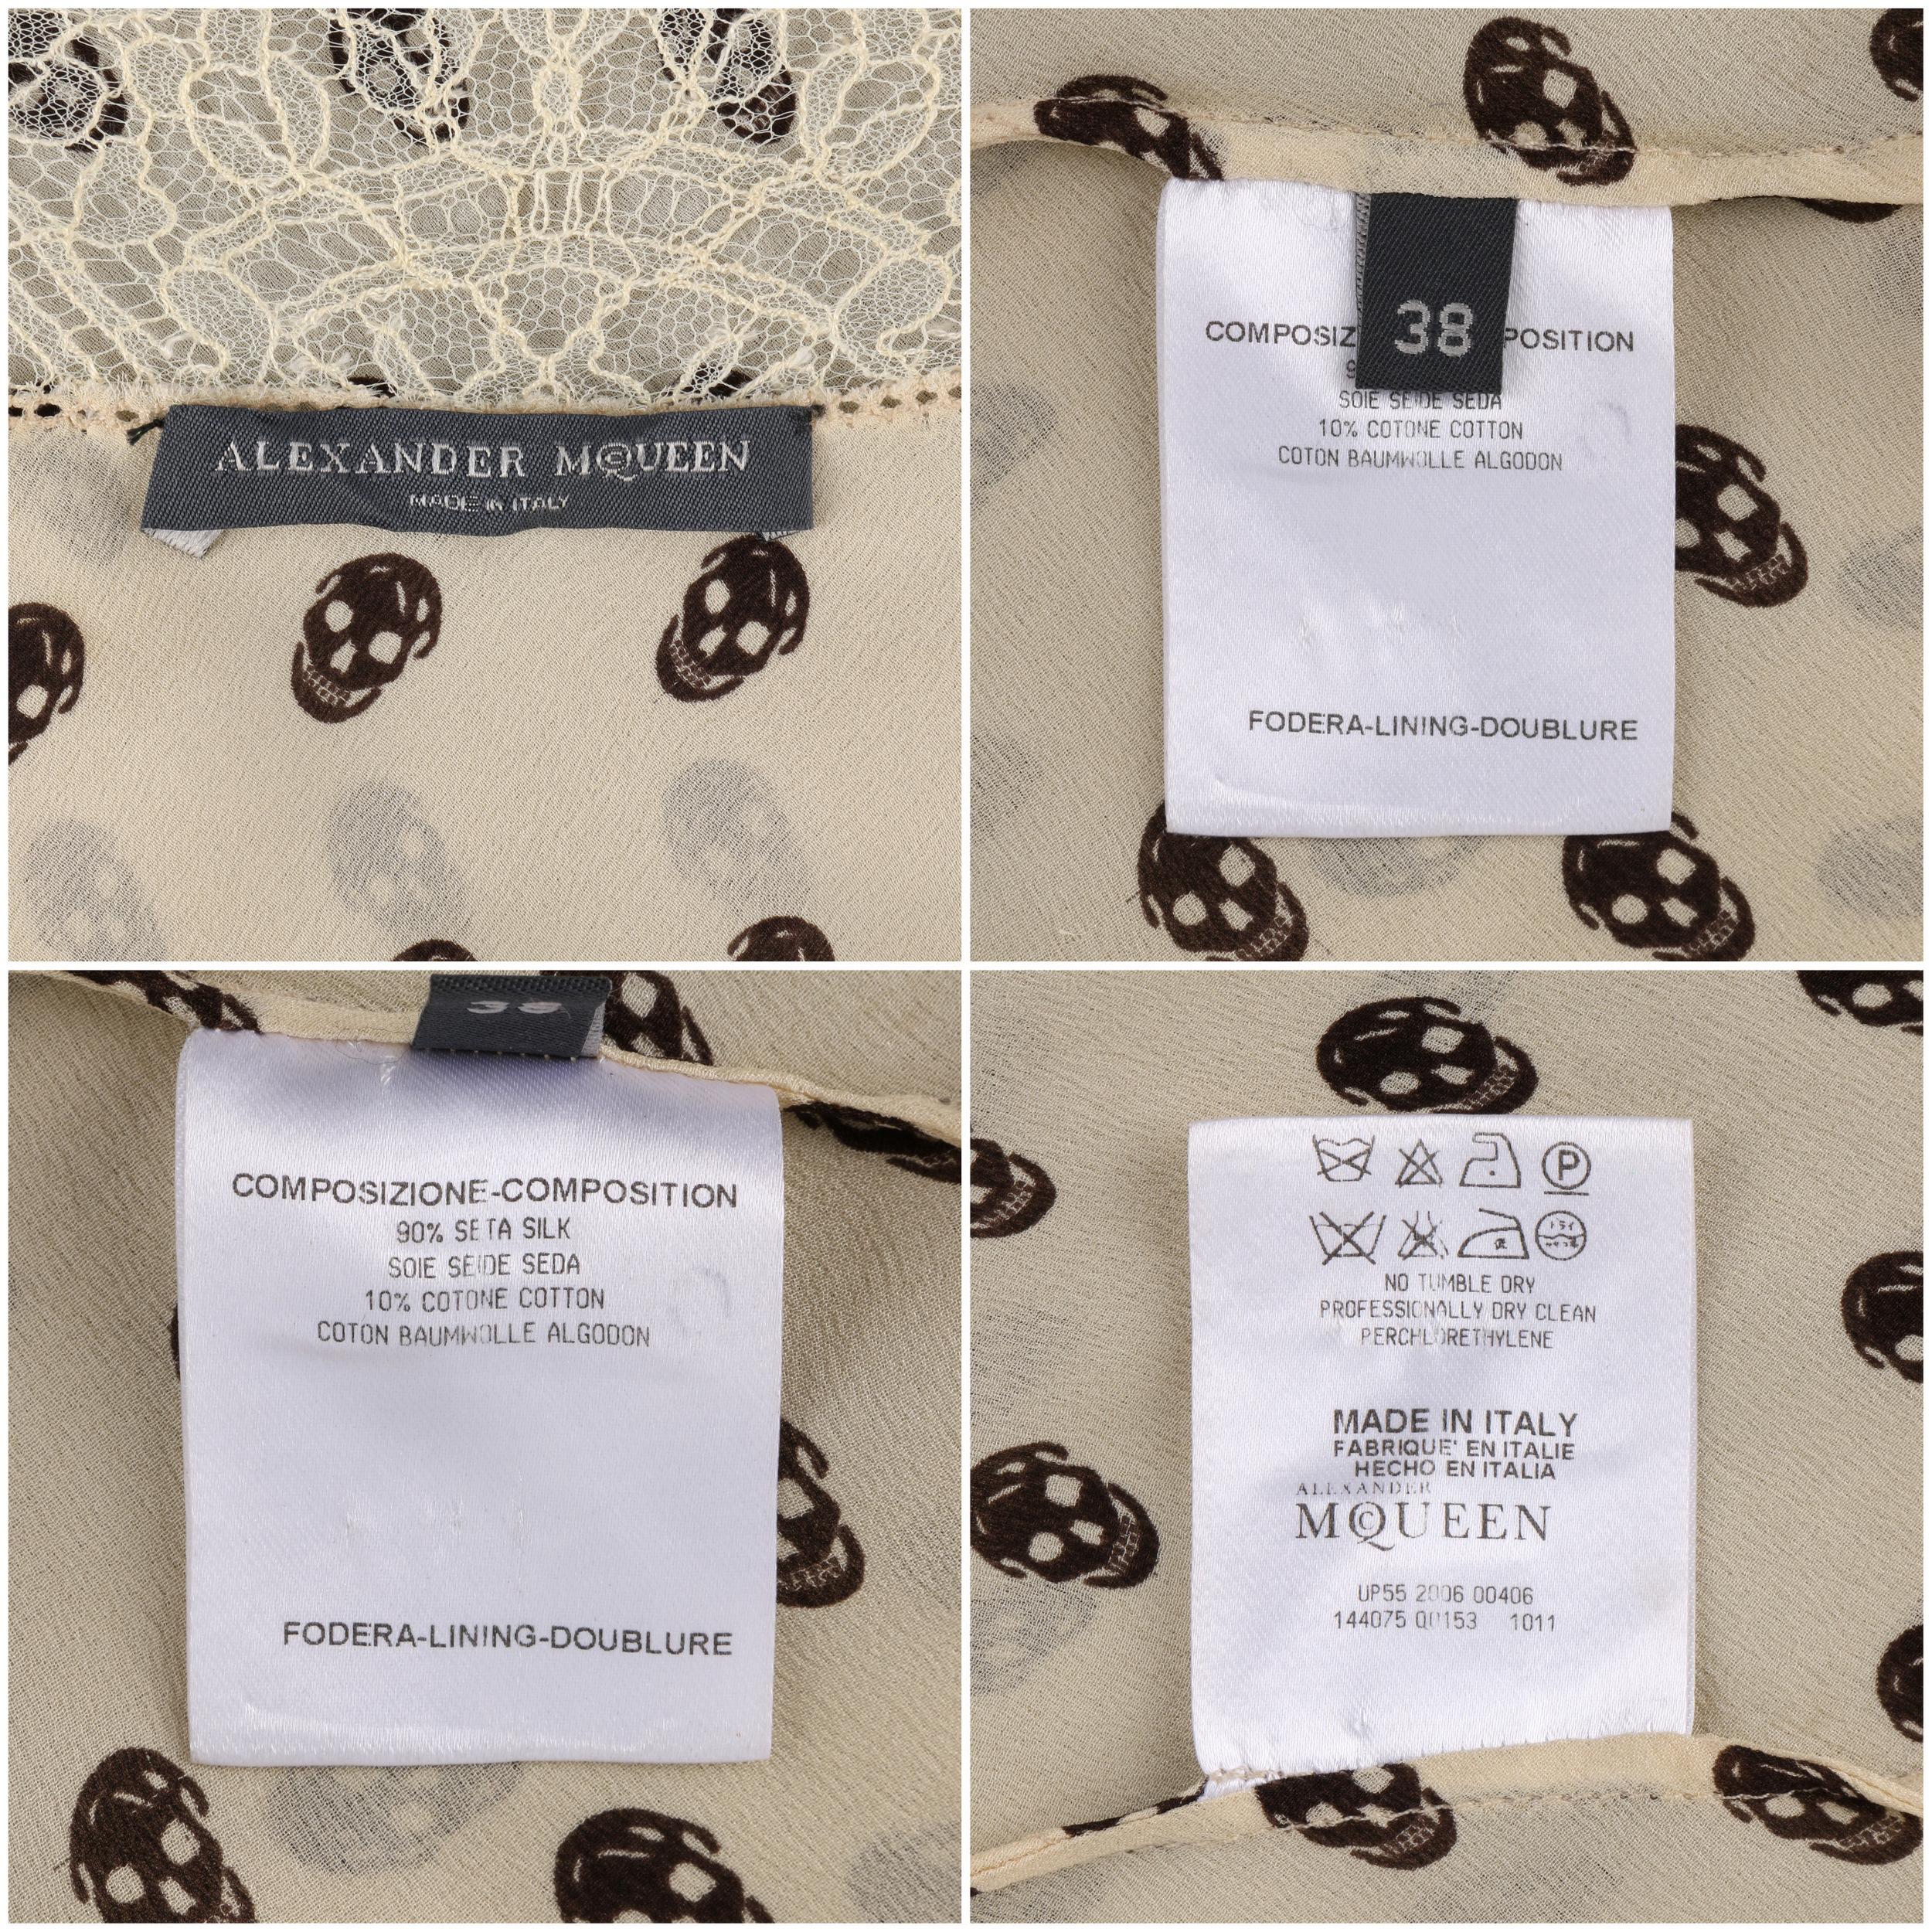 ALEXANDER MCQUEEN
MADE IN ITALY
38
COMPOSIZ POSITION
9
SOIE SEIDE SEDA
10% COTONE COTTON
COTON BAUMWOLLE ALGODON
FODERA-LINING-DOUBLURE
38
COMPOSIZIONE-COMPOSITION
90% SETA SILK
SOIE SEIDE SEDA
10% COTONE COTTON
COTON BAUMWOLLE ALGODON
FODERA-LINING-DOUBLURE
P
NO TUMBLE DRY
PROFESSIONALLY DRY CLEAN
PERCHLORETHYLENE
MADE IN ITALY
FABRIQUE' EN ITALIE
HECHO EN ITALIA
ALEXANDER
MCQUEEN
UP55 2006 00406
144075 00153 1011